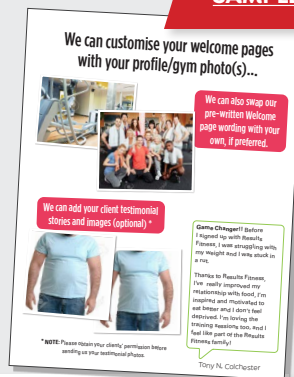 SAMPLE
We can customise your welcome pages
with your profile/gym photo(s)...
We can also swap our
pre-written Welcome
page wording with your
own, if preferred.
We can add your client testimonial
stories and images (optional) *
Game Changer!! Before
I signed up with Results
Fitness, I was struggling with
my weight and I was stuck in
a rut.
Thanks to Results Fitness,
I've really improved my
relationship with food, I'm
inspired and motivated to
eat better and I don't feel
deprived. I'm loving the
training sessions too, and I
feel like part of the Results
Fitness family!
Tony N. Colchester
* NOTE: Please obtain your clients' permission before
sending us your testimonial photos.